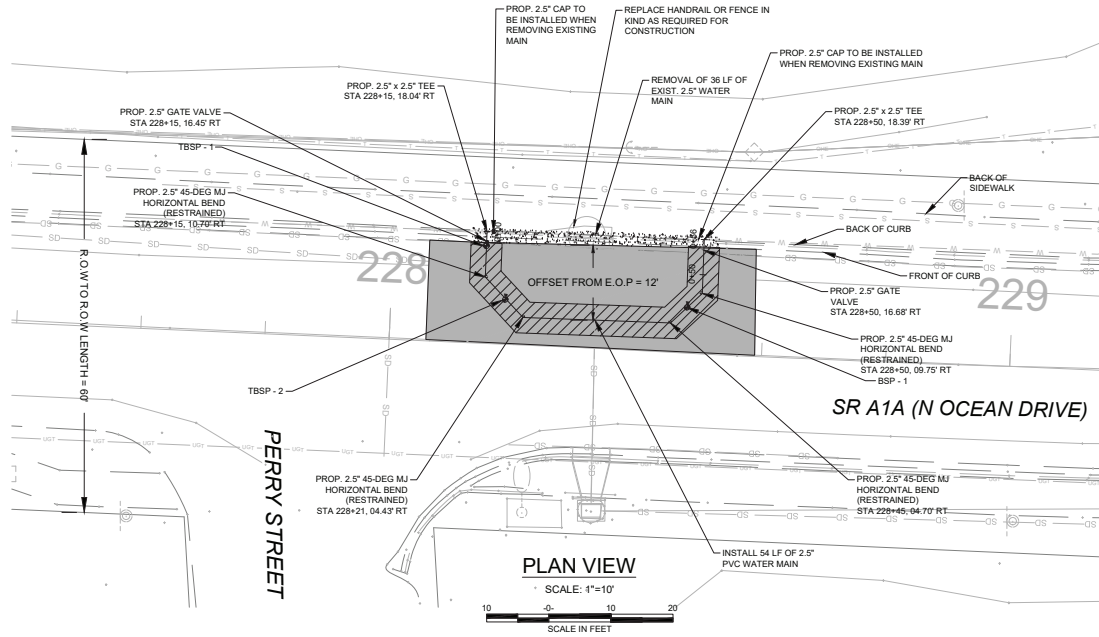 PROP. 2.5" CAP TO
BE INSTALLED WHEN
REMOVING EXISTING
MAIN
REPLACE HANDRAIL OR FENCE IN
KIND AS REQUIRED FOR
CONSTRUCTION
PROP. 2.5" CAP TO BE INSTALLED
WHEN REMOVING EXISTING MAIN
PROP. 2.5" x 2.5" TEE
STA 228+15, 18.04' RT
REMOVAL OF 36 LF OF
EXIST. 2.5" WATER
MAIN
PROP. 2.5" GATE VALVE
STA 228+15, 16.45' RT
PROP. 2.5" x 2.5" TEE
STA 228+50, 18.39' RT
TBSP - 1
PROP. 2.5" 45-DEG MJ
HORIZONTAL BEND
(RESTRAINED)
STA 228+15, 10.70' RT
BACK OF
SIDEWALK
BACK OF CURB
FRONT OF CURB
R.O.W TO R.O.W LENGTH = 60'
228
OFFSET FROM E.O.P = 12'
229
PROP. 2.5" GATE
VALVE
STA 228+50, 16.68' RT
PROP. 2.5" 45-DEG MJ
HORIZONTAL BEND
(RESTRAINED)
STA 228+50, 09.75' RT
BSP - 1
TBSP - 2
SR A1A (N OCEAN DRIVE)
PERRY STREET
PROP. 2.5" 45-DEG MJ
HORIZONTAL BEND
(RESTRAINED)
STA 228+21, 04.43' RT
PROP. 2.5" 45-DEG MJ
HORIZONTAL BEND
(RESTRAINED)
STA 228+45, 04.70' RT
INSTALL 54 LF OF 2.5"
PVC WATER MAIN
PLAN VIEW
SCALE: 1"=10'
10 -0- 10 20
SCALE IN FEET